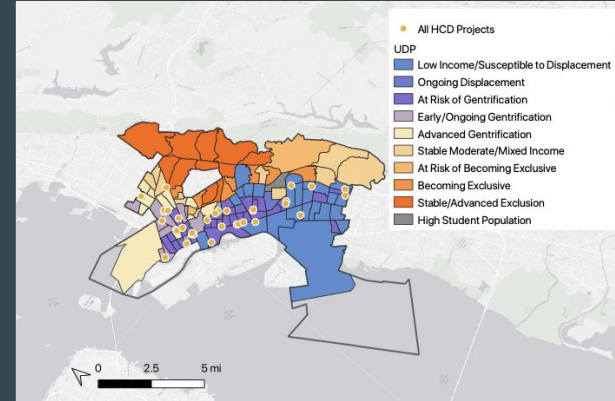 All HCD Projects
UDP
Low Income/Susceptible to Displacement
Ongoing Displacement
At Risk of Gentrification
Early/Ongoing Gentrification
Advanced Gentrification
Stable Moderate/Mixed Income
At Risk of Becoming Exclusive
Becoming Exclusive
Stable/Advanced Exclusion
High Student Population
0 2.5 5 mi